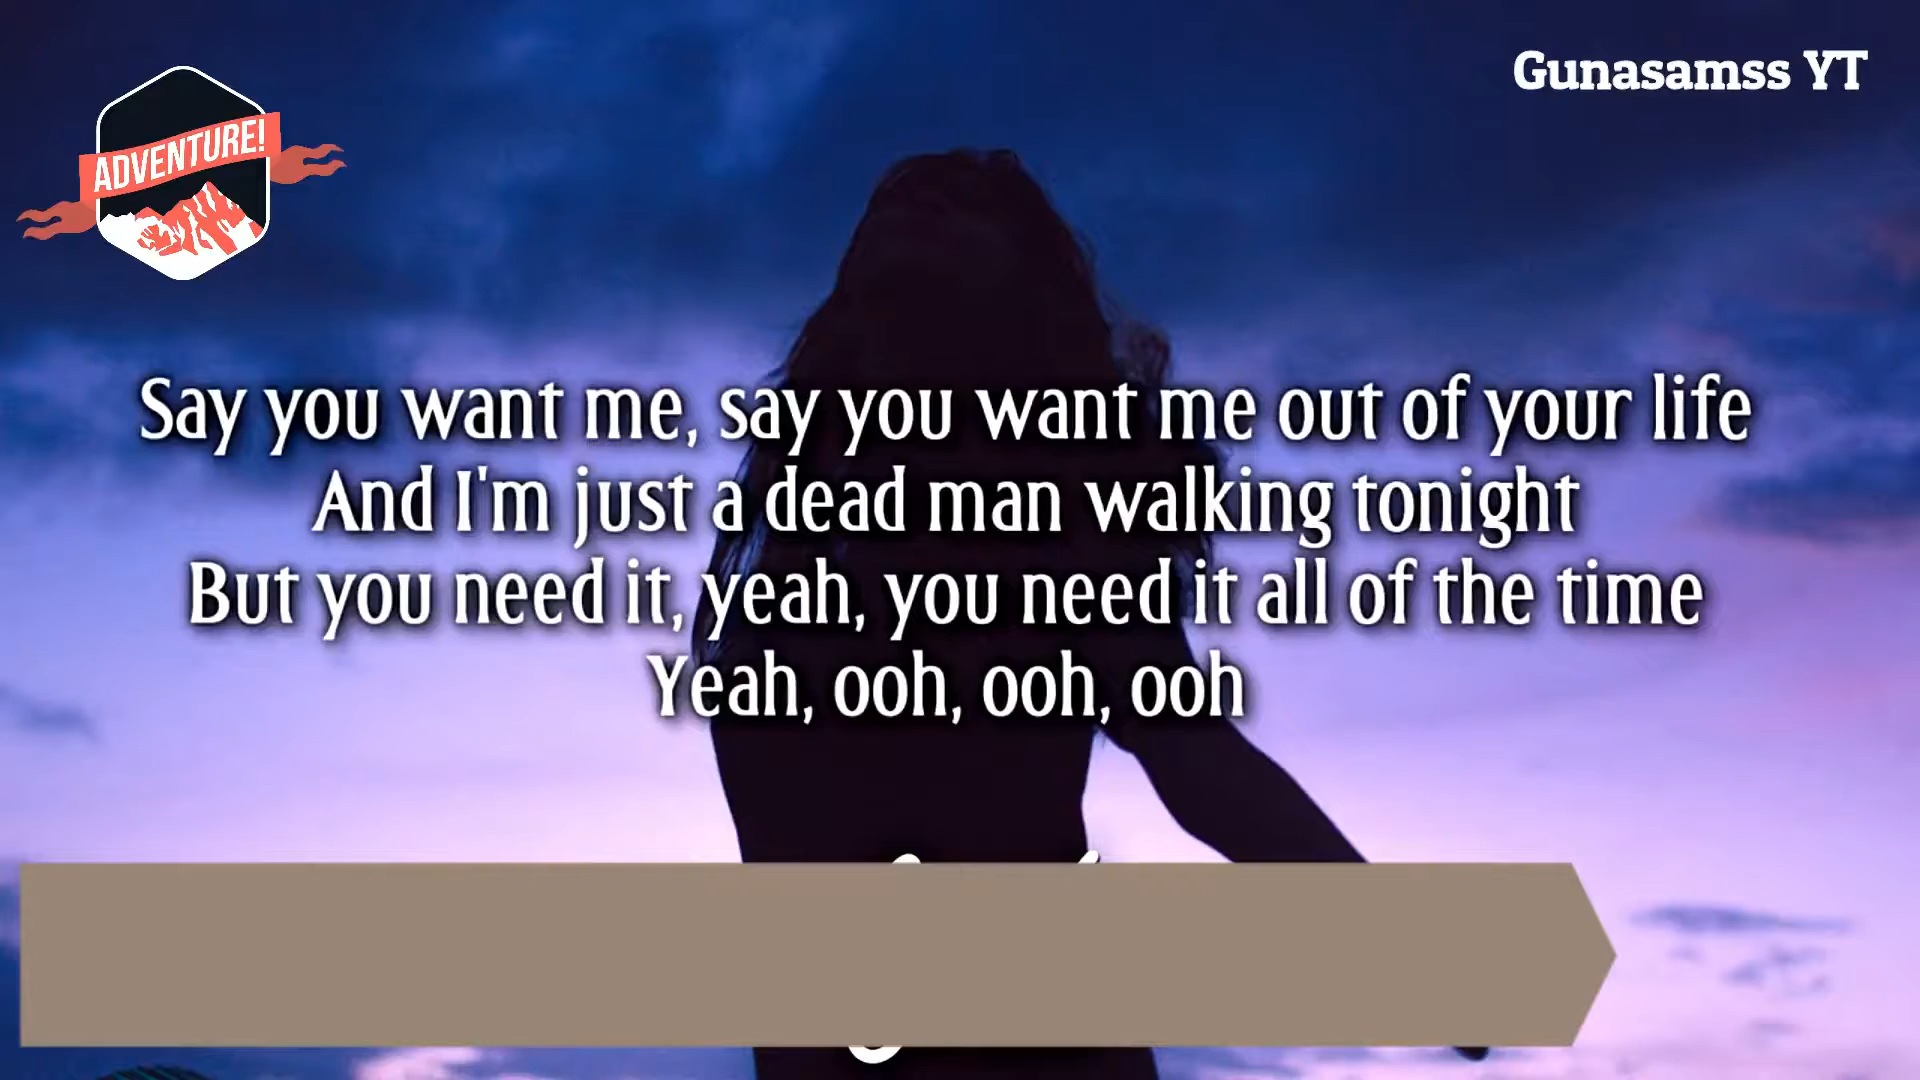 Gunasamss YT
ADVENTURE!
Say you want me, say you want me out of your life
And I'm just a dead man walking tonight
But you need it, yeah, you need it all of the time
Yeah, ooh, ooh, ooh